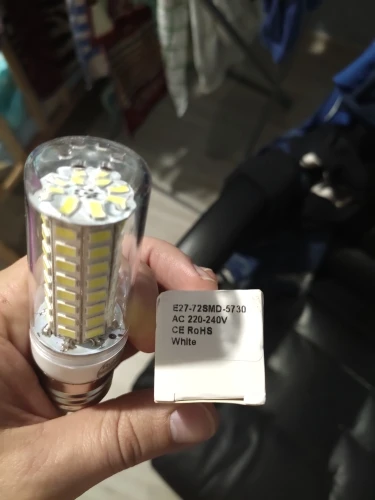 E27-72SMD-5730
AC 220-240V
CE RoHS
White